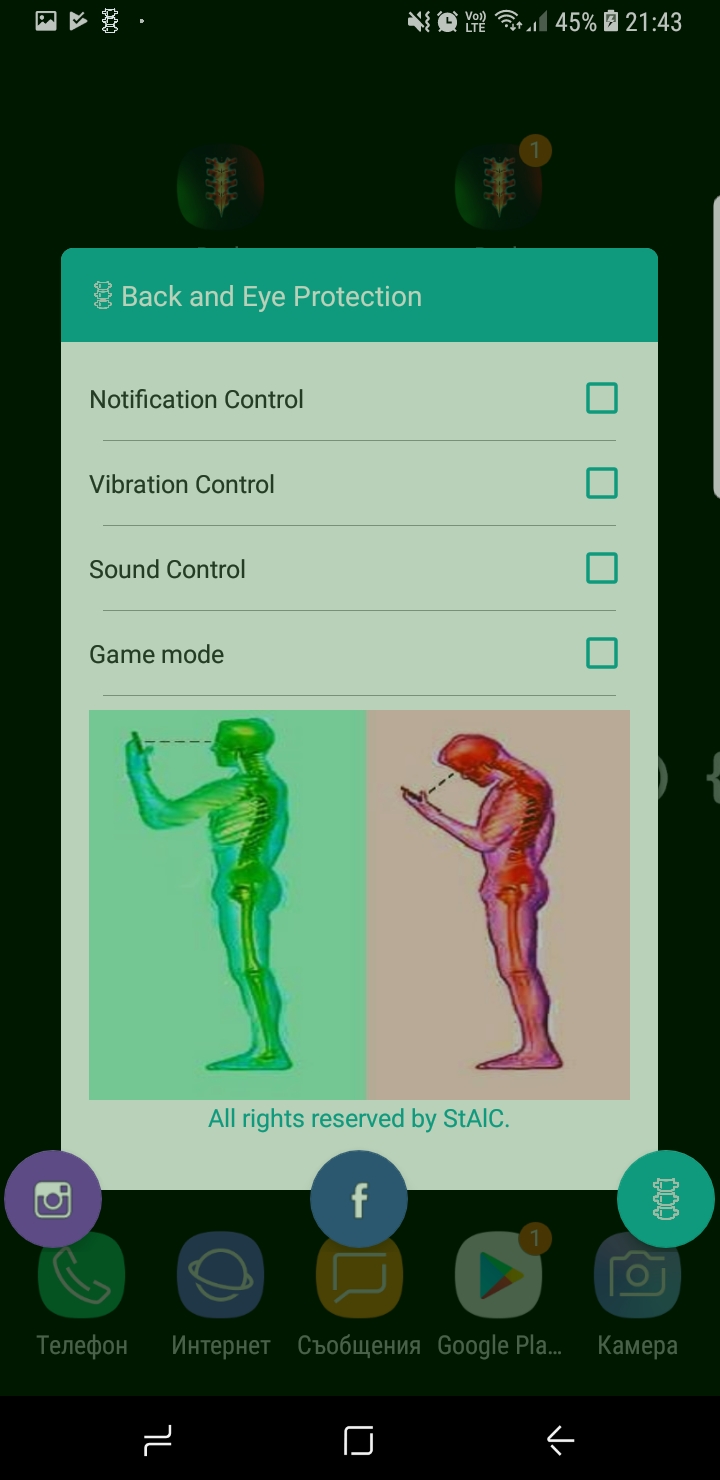 Vo))
LTE
45%
21:43
1
Back and Eye Protection
Notification Control
Vibration Control
Sound Control
Game mode
All rights reserved by StAlC.
f
1
Телефон
Интернет
Съобщения
Google Pla...
Камера